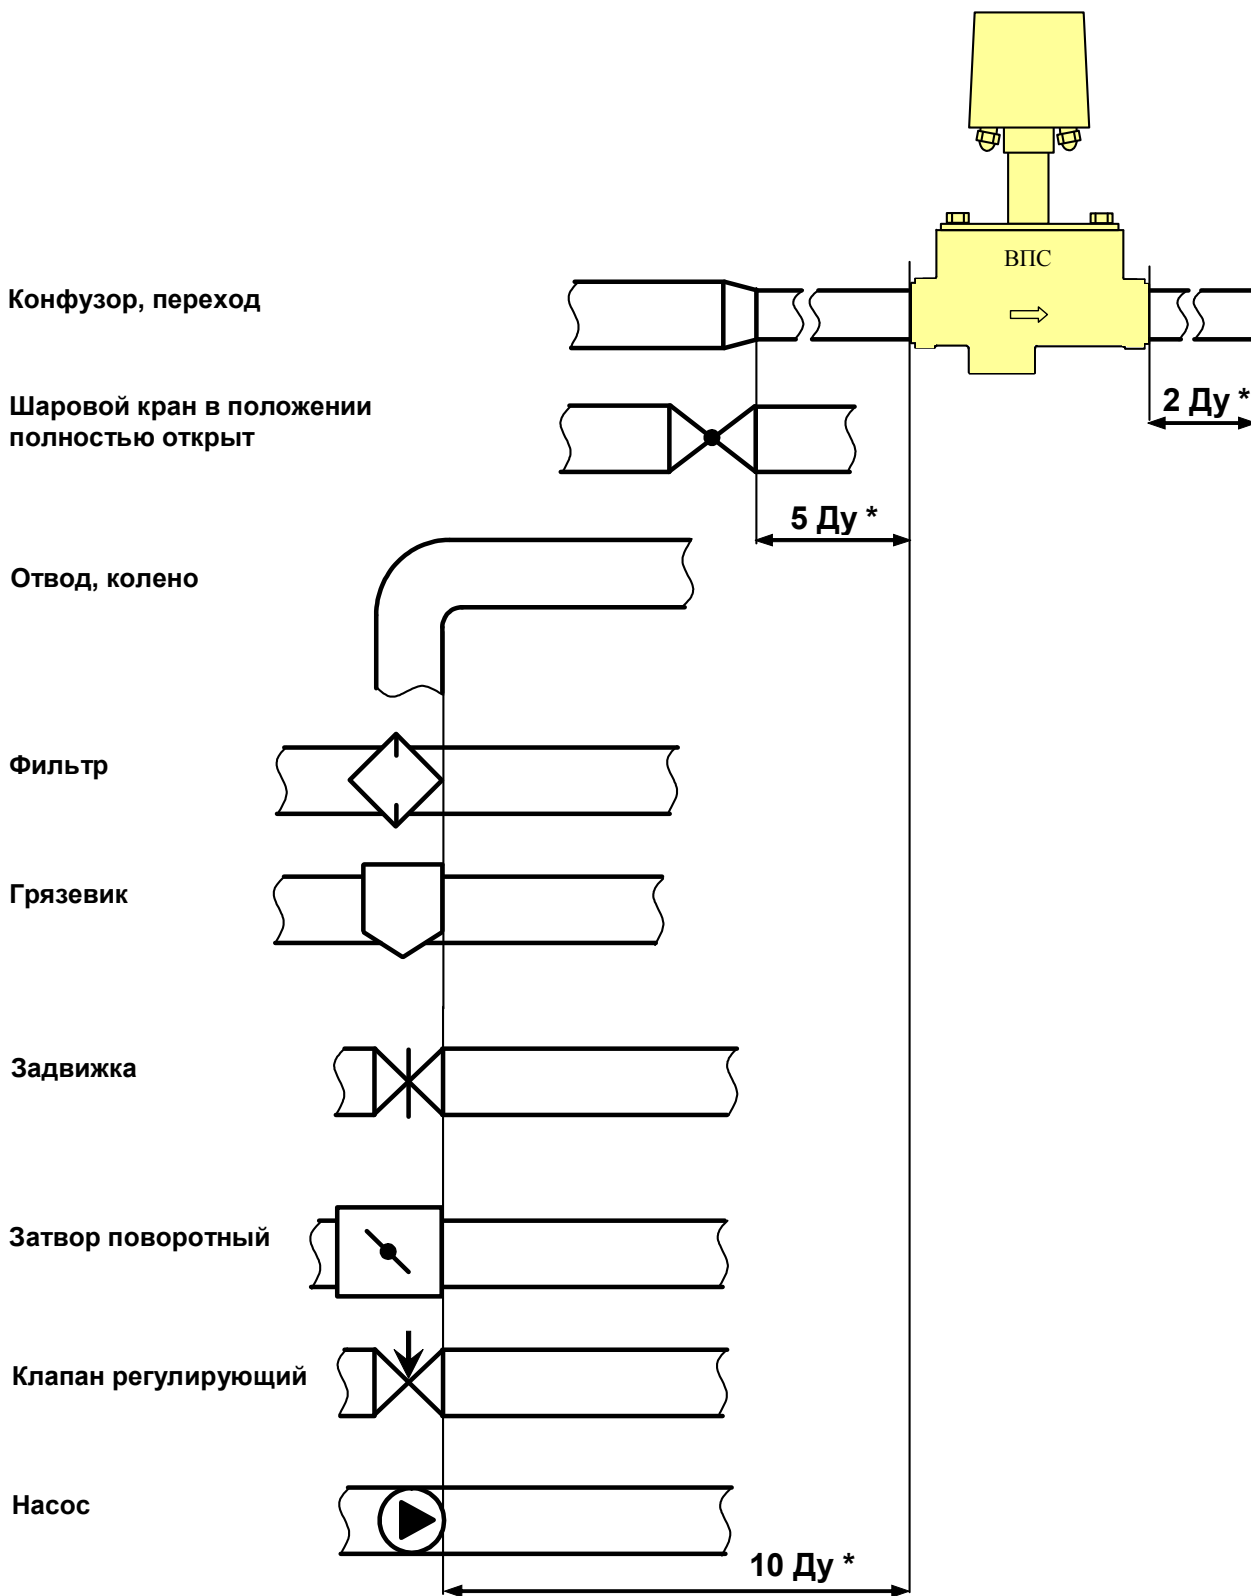 ВПС
Конфузор, переход
Шаровой кран в положении
полностью открыт
2 Ду *
5 Ду *
Отвод, колено
Фильтр
Грязевик
Задвижка
Затвор поворотный
Клапан регулирующий
Насос
10 Ду *